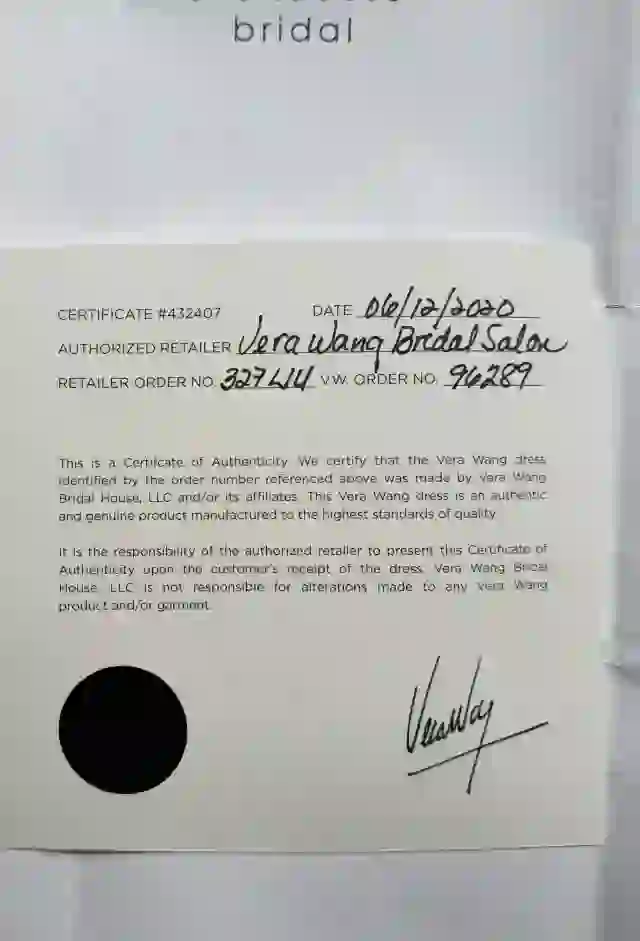 bridal
CERTIFICATE #432407 DATE 06/12/2020
AUTHORIZED RETAILER Vera Wang Bridal Salon
RETAILER ORDER NO. V.W. ORDER NO. 96289
This is a Certificate of Authenticity. We certify that the Vera Wang dress
identified by the order number referenced above was made by Vera Wang
Bridal House, LLC and/or its affiliates. This Vera Wang dress is an authentic
and genuine product manufactured to the highest standards of quality.
It is the responsibility of the authorized retailer to present this Certificate of
Authenticity upon the customer's receipt of the dress. Vera Wang Bridal
House, LLC is not responsible for alterations made to any Vera Wang
product and/or garment.
Vera Wang